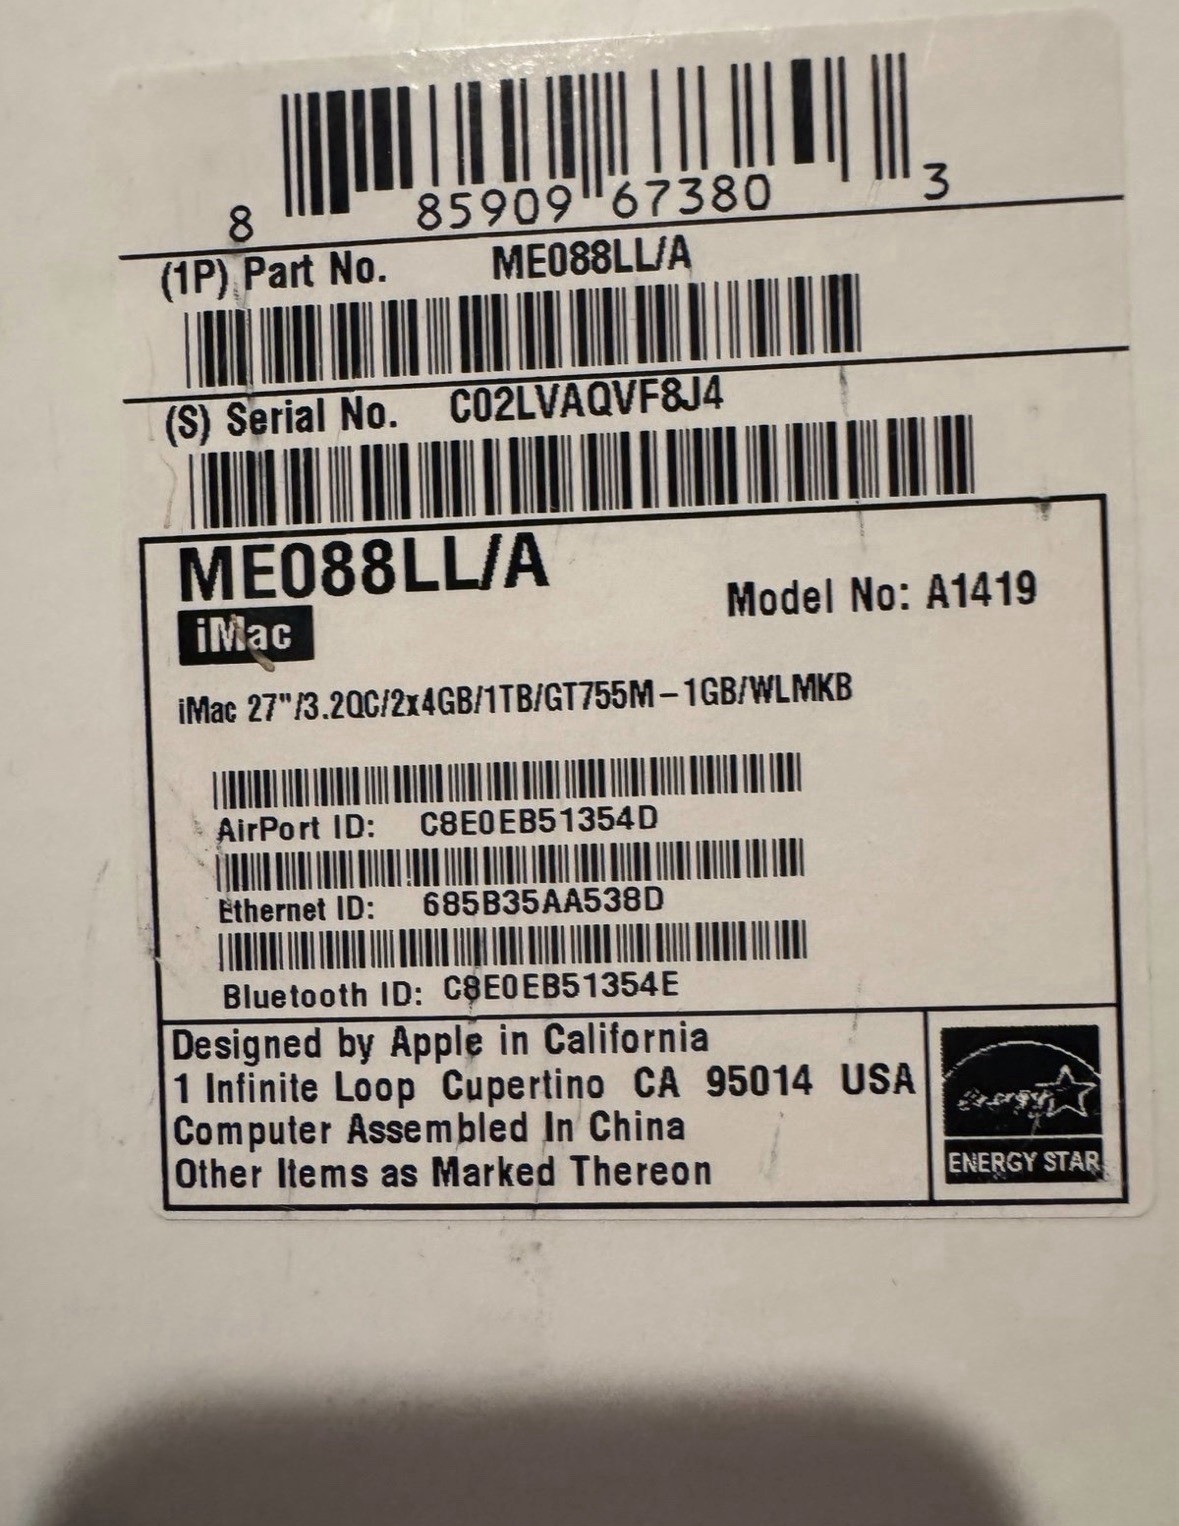 8 85909 67380 3
(1P) Part No. ME088LL/A
(S) Serial No. C02LVAQVF8J4
ME088LL/A
Model No: A1419
iMac
iMac 27"/3.2QC/2x4GB/1TB/GT755M-1GB/WLMKB
AirPort ID: C8E0EB51354D
Ethernet ID: 685B35AA538D
Bluetooth ID: C8E0EB51354E
Designed by Apple in California
1 Infinite Loop Cupertino CA 95014 USA
Computer Assembled In China
Other Items as Marked Thereon
energy
ENERGY STAR